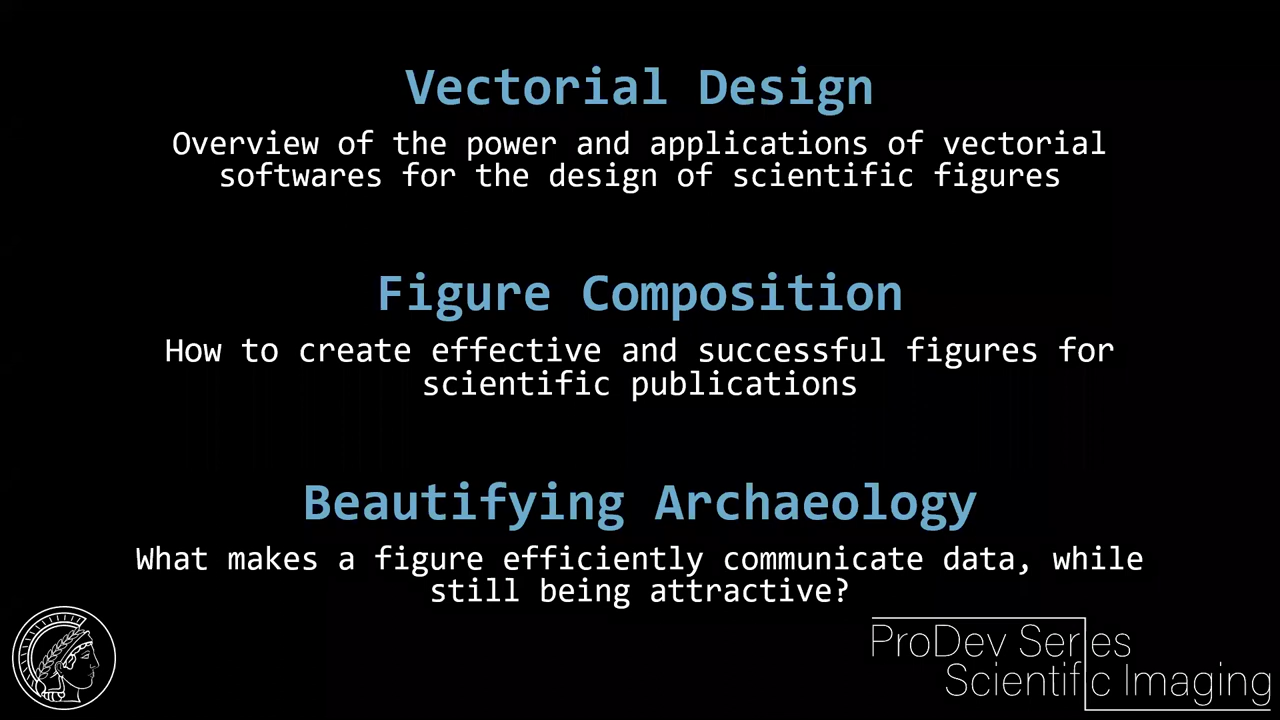 Vectorial Design
Overview of the power and applications of vectorial
softwares for the design of scientific figures
Figure Composition
How to create effective and successful figures for
scientific publications
Beautifying Archaeology
What makes a figure efficiently communicate data, while
still being attractive?
ProDev Series
Scientific Imaging